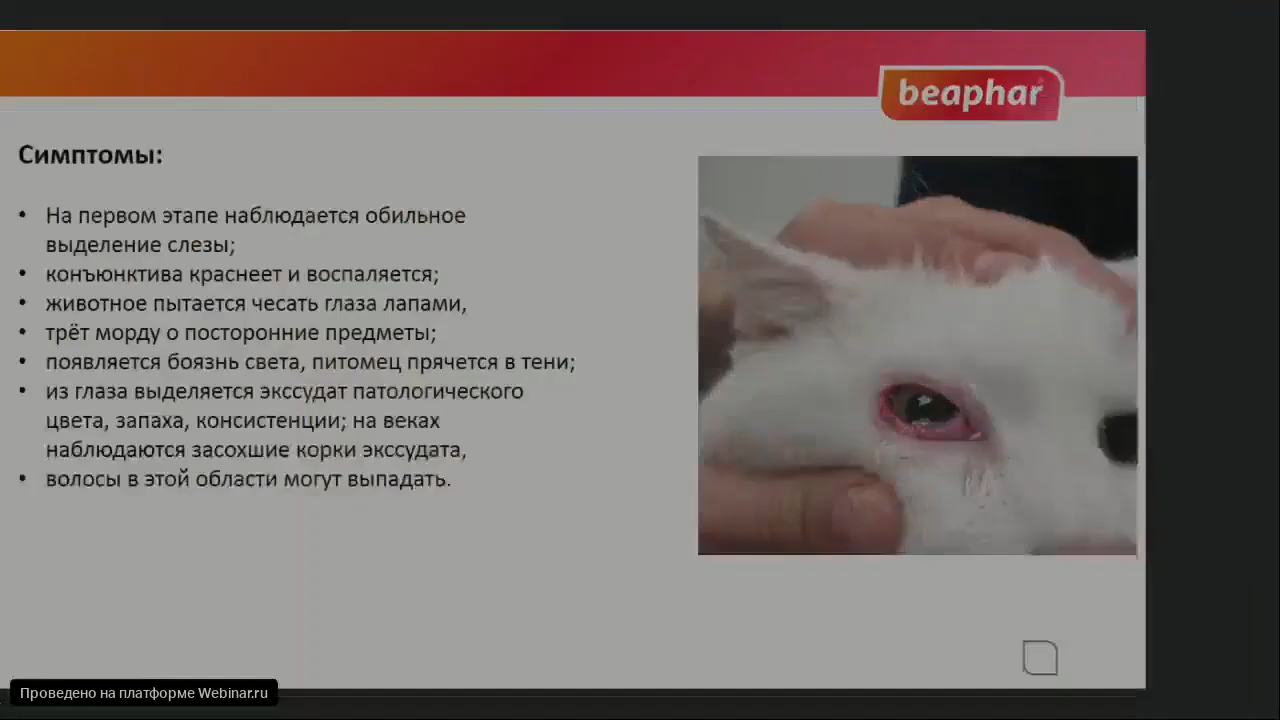 beaphar
Симптомы:
• На первом этапе наблюдается обильное
выделение слезы;
• конъюнктива краснеет и воспаляется;
• животное пытается чесать глаза лапами,
• трёт морду о посторонние предметы;
• появляется боязнь света, питомец прячется в тени;
• из глаза выделяется экссудат патологического
цвета, запаха, консистенции; на веках
наблюдаются засохшие корки экссудата,
• волосы в этой области могут выпадать.
Проведено на платформе Webinar.ru